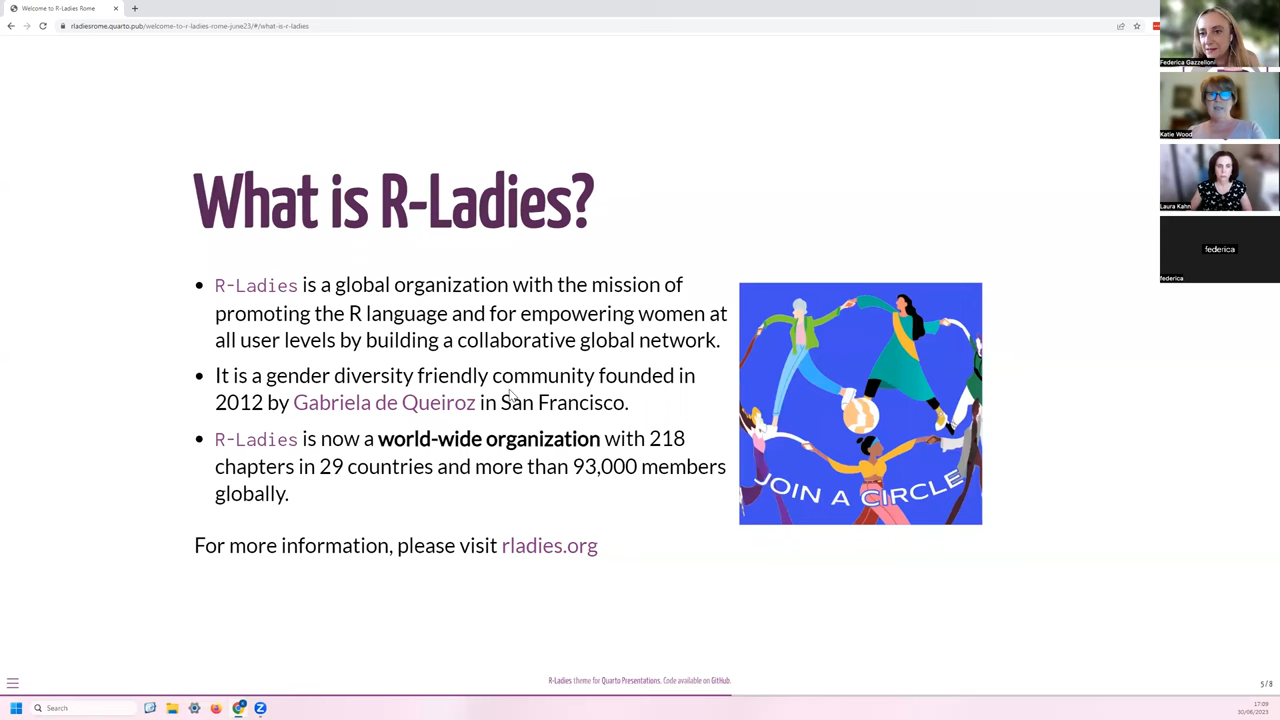 Welcome to R-Ladies Rome
rladiesrome.quarto.pub/welcome-to-r-ladies-rome-june23/#/what-is-r-ladies
Federica Gazzelloni
Katie Wood
Laura Kahn
federica
federica
What is R-Ladies?
• R-Ladies is a global organization with the mission of
promoting the R language and for empowering women at
all user levels by building a collaborative global network.
• It is a gender diversity friendly community founded in
2012 by Gabriela de Queiroz in San Francisco.
• R-Ladies is now a world-wide organization with 218
chapters in 29 countries and more than 93,000 members
globally.
JOIN A CIRCLE
For more information, please visit rladies.org
R-Ladies theme for Quarto Presentations. Code available on GitHub.
5/8
Search
17:09
30/06/2023